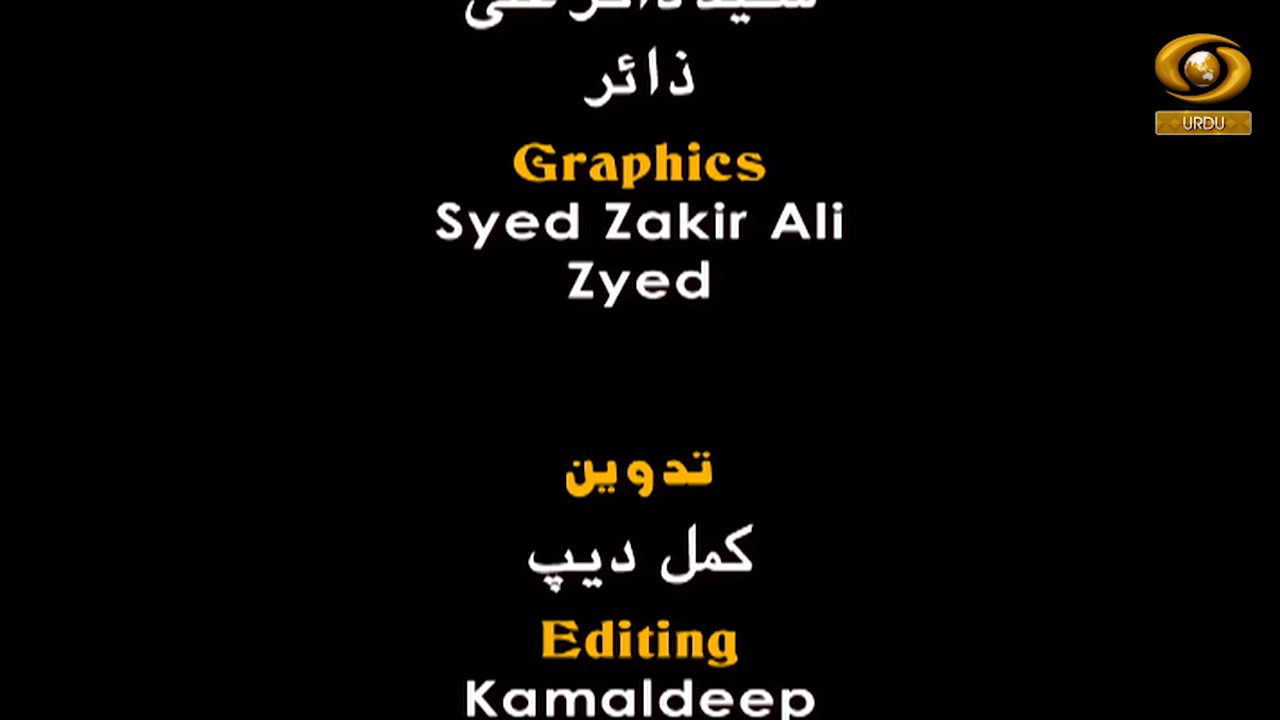 ذائر
Graphics
Syed Zakir Ali
Zyed
تدوین
کمل دیپ
Editing
Kamaldeep
URDU